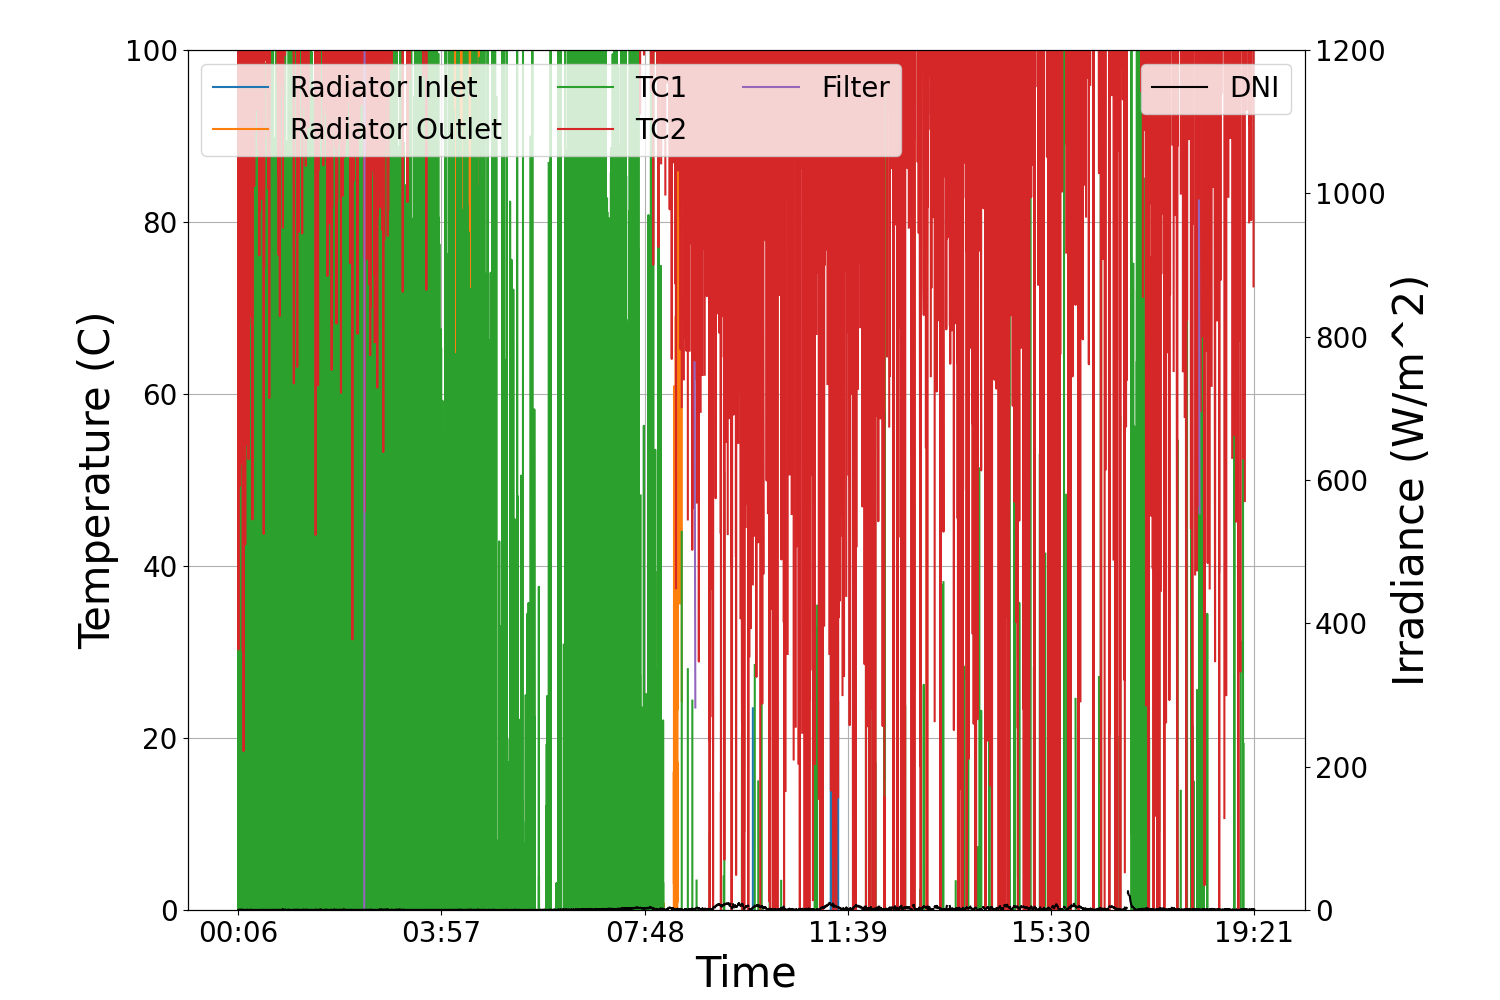 Radiator Inlet
Radiator Outlet
TC1
TC2
Filter
DNI
Temperature (C)
100
80
60
40
20
0
Irradiance (W/m^2)
1200
1000
800
600
400
200
0
00:06 03:57 07:48 11:39 15:30 19:21
Time